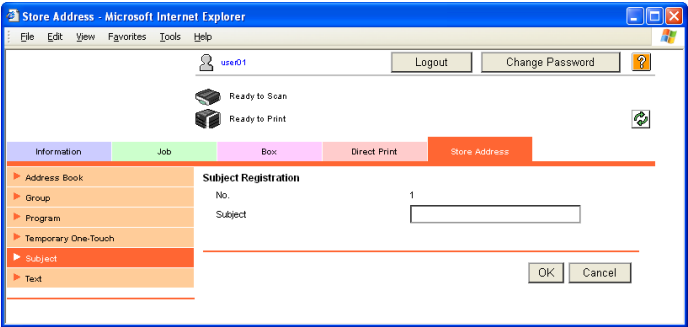 Store Address - Microsoft Internet Explorer
File Edit View Favorites Tools Help
user01 Logout Change Password ?
Ready to Scan
Ready to Print
Information Job Box Direct Print Store Address
Address Book
Group
Program
Temporary One-Touch
Subject
Text
Subject Registration
No. 1
Subject
OK Cancel